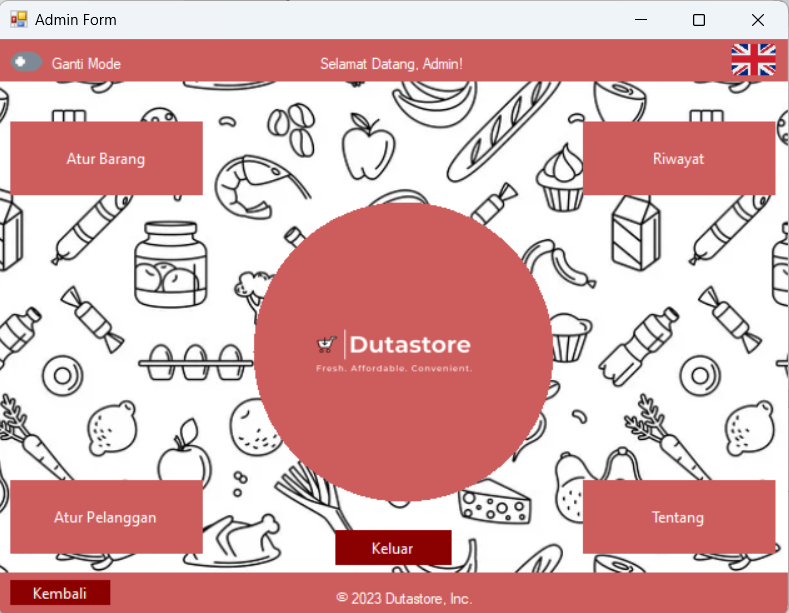 Admin Form
Ganti Mode
Selamat Datang, Admin!
Atur Barang
Riwayat
Dutastore
Fresh. Affordable. Convenient.
Atur Pelanggan
Tentang
Keluar
Kembali
© 2023 Dutastore, Inc.